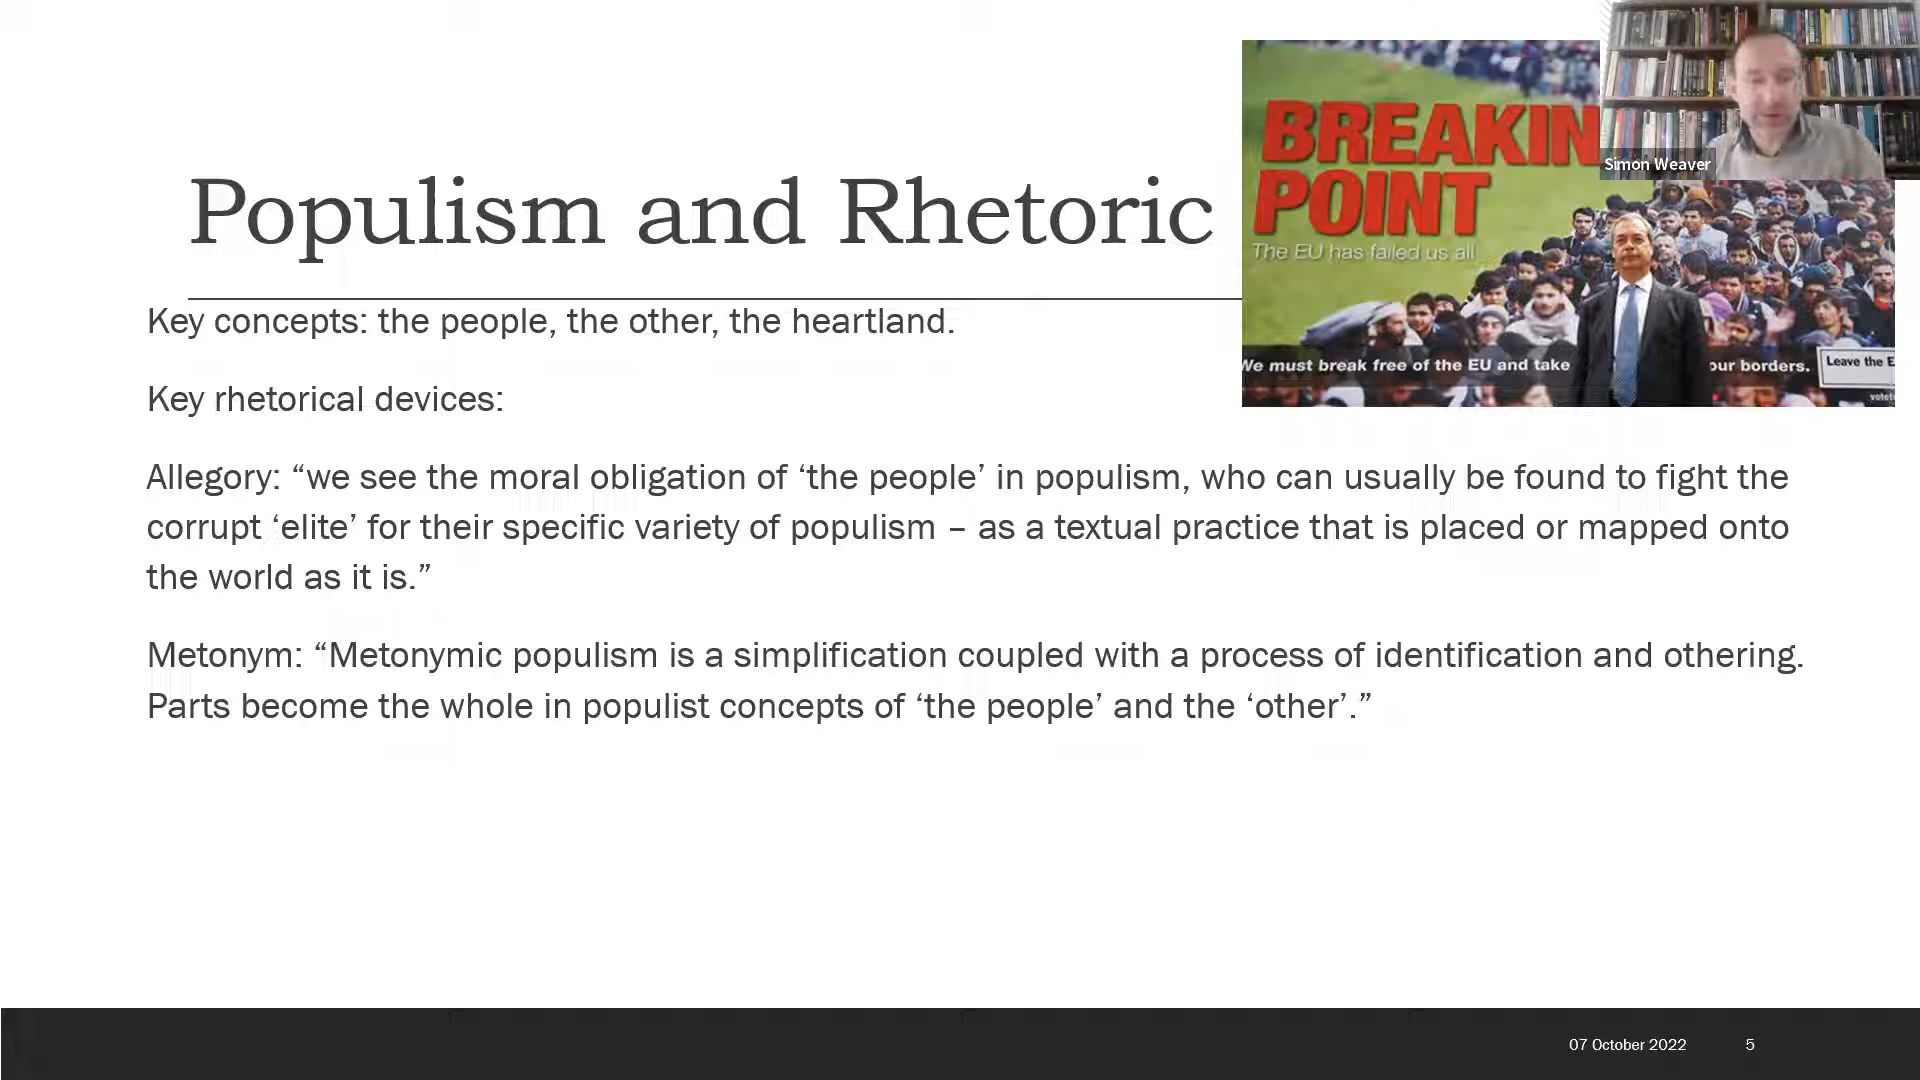 Populism and Rhetoric
BREAKIN
POINT
The EU has failed us all
We must break free of the EU and take
our borders.
Leave the E
Simon Weaver
Key concepts: the people, the other, the heartland.
Key rhetorical devices:
Allegory: “we see the moral obligation of ‘the people’ in populism, who can usually be found to fight the
corrupt ‘elite’ for their specific variety of populism – as a textual practice that is placed or mapped onto
the world as it is.”
Metonym: “Metonymic populism is a simplification coupled with a process of identification and othering.
Parts become the whole in populist concepts of ‘the people’ and the ‘other’.”
07 October 2022
5